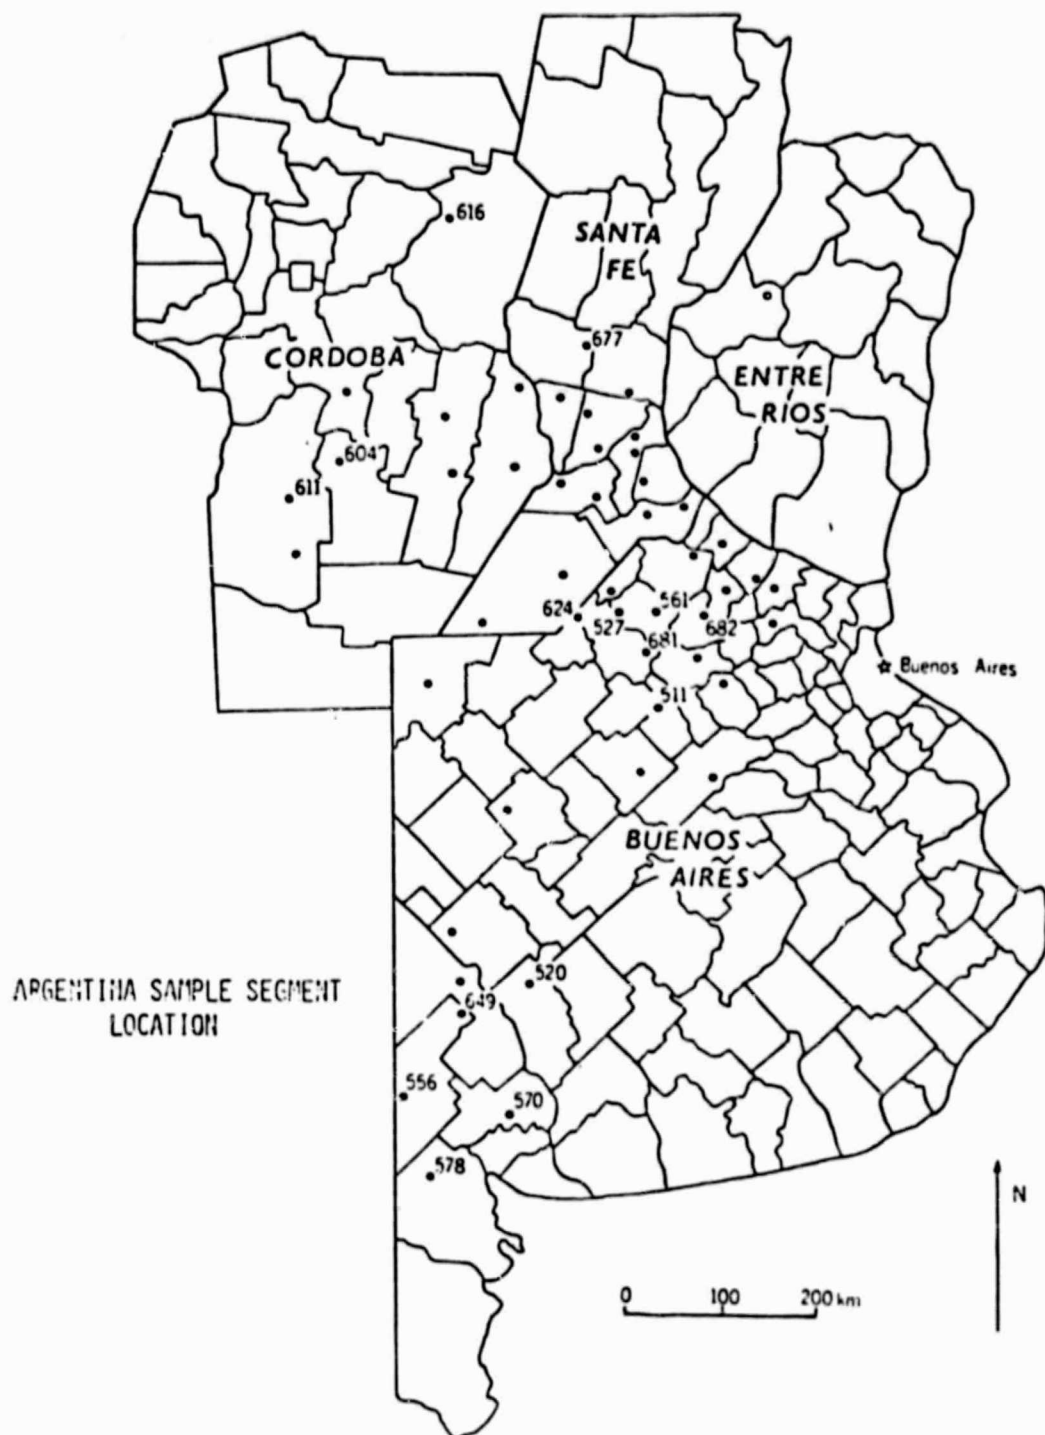 616
SANTA
FE
677
CORDOBA
ENTRE
RÍOS
604
611
624
527
561
682
681
Buenos Aires
511
BUENOS
AIRES
ARGENTINA SAMPLE SEGMENT
LOCATION
520
649
556
570
578
N
0 100 200 km